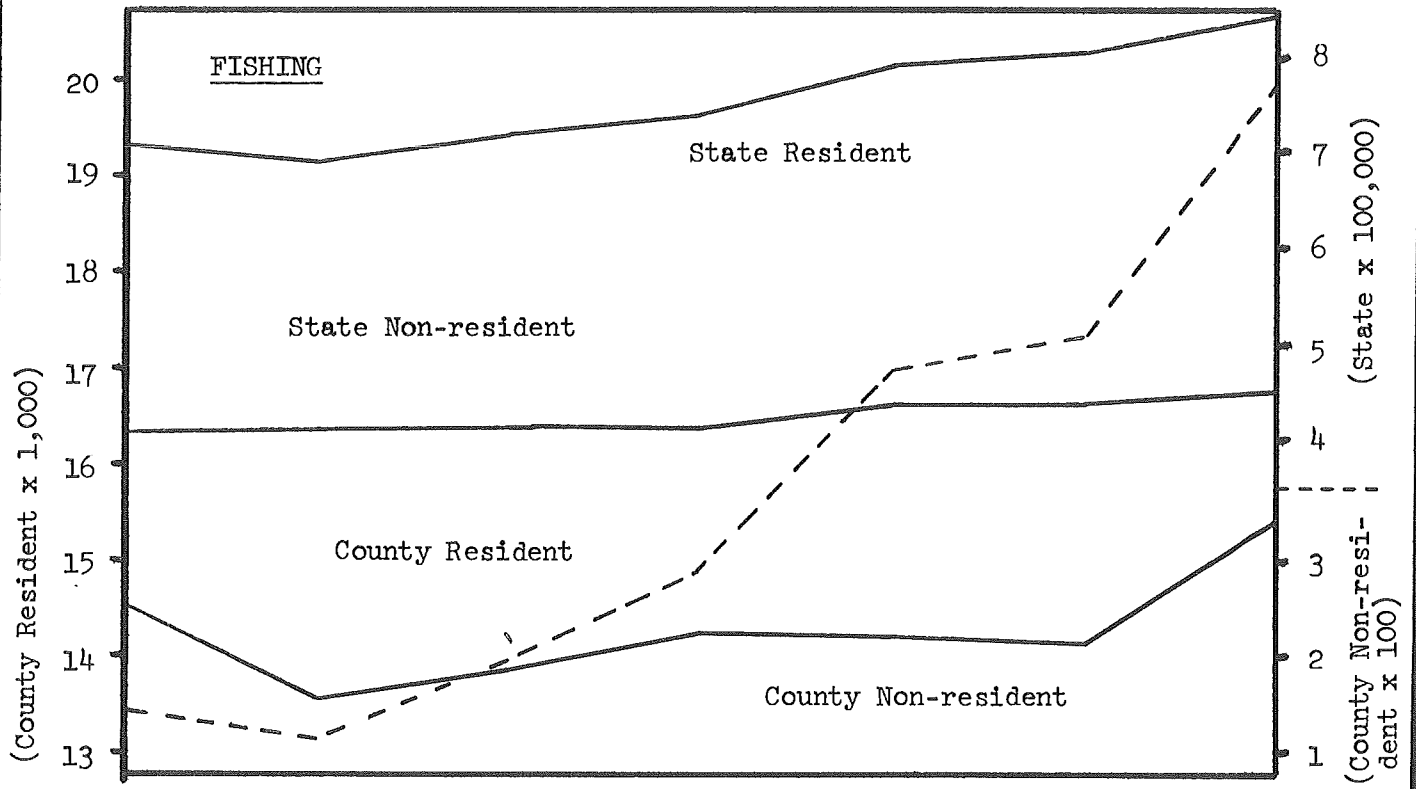 FISHING
20
19
18
17
16
15
14
13
(County Resident x 1,000)
State Resident
State Non-resident
County Resident
County Non-resident
8
7
6
5
4
3
2
1
(State x 100,000)
(County Non-resi-
dent x 100)